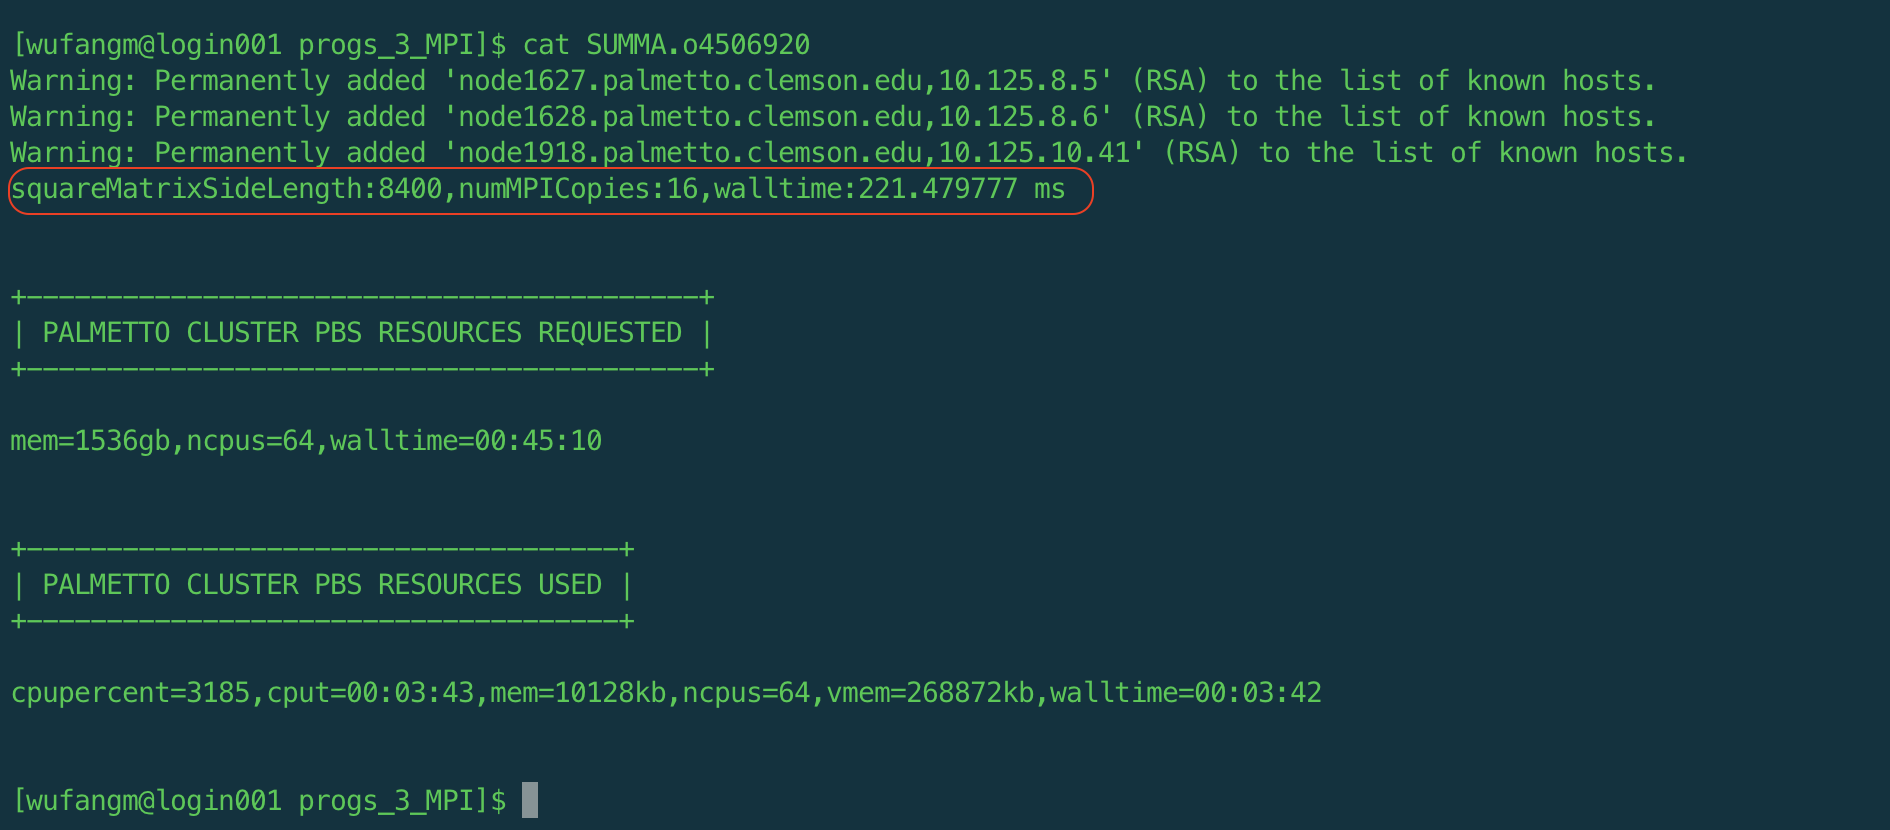 [wufangm@login001 progs_3_MPI]$ cat SUMMA.o4506920
Warning: Permanently added 'node1627.palmetto.clemson.edu,10.125.8.5' (RSA) to the list of known hosts.
Warning: Permanently added 'node1628.palmetto.clemson.edu,10.125.8.6' (RSA) to the list of known hosts.
Warning: Permanently added 'node1918.palmetto.clemson.edu,10.125.10.41' (RSA) to the list of known hosts.
squareMatrixSideLength:8400,numMPICopies:16,walltime:221.479777 ms
+------------------------------------------+
| PALMETTO CLUSTER PBS RESOURCES REQUESTED |
+------------------------------------------+
mem=1536gb,ncpus=64,walltime=00:45:10
+-------------------------------------+
| PALMETTO CLUSTER PBS RESOURCES USED |
+-------------------------------------+
cpupercent=3185,cput=00:03:43,mem=10128kb,ncpus=64,vmem=268872kb,walltime=00:03:42
[wufangm@login001 progs_3_MPI]$